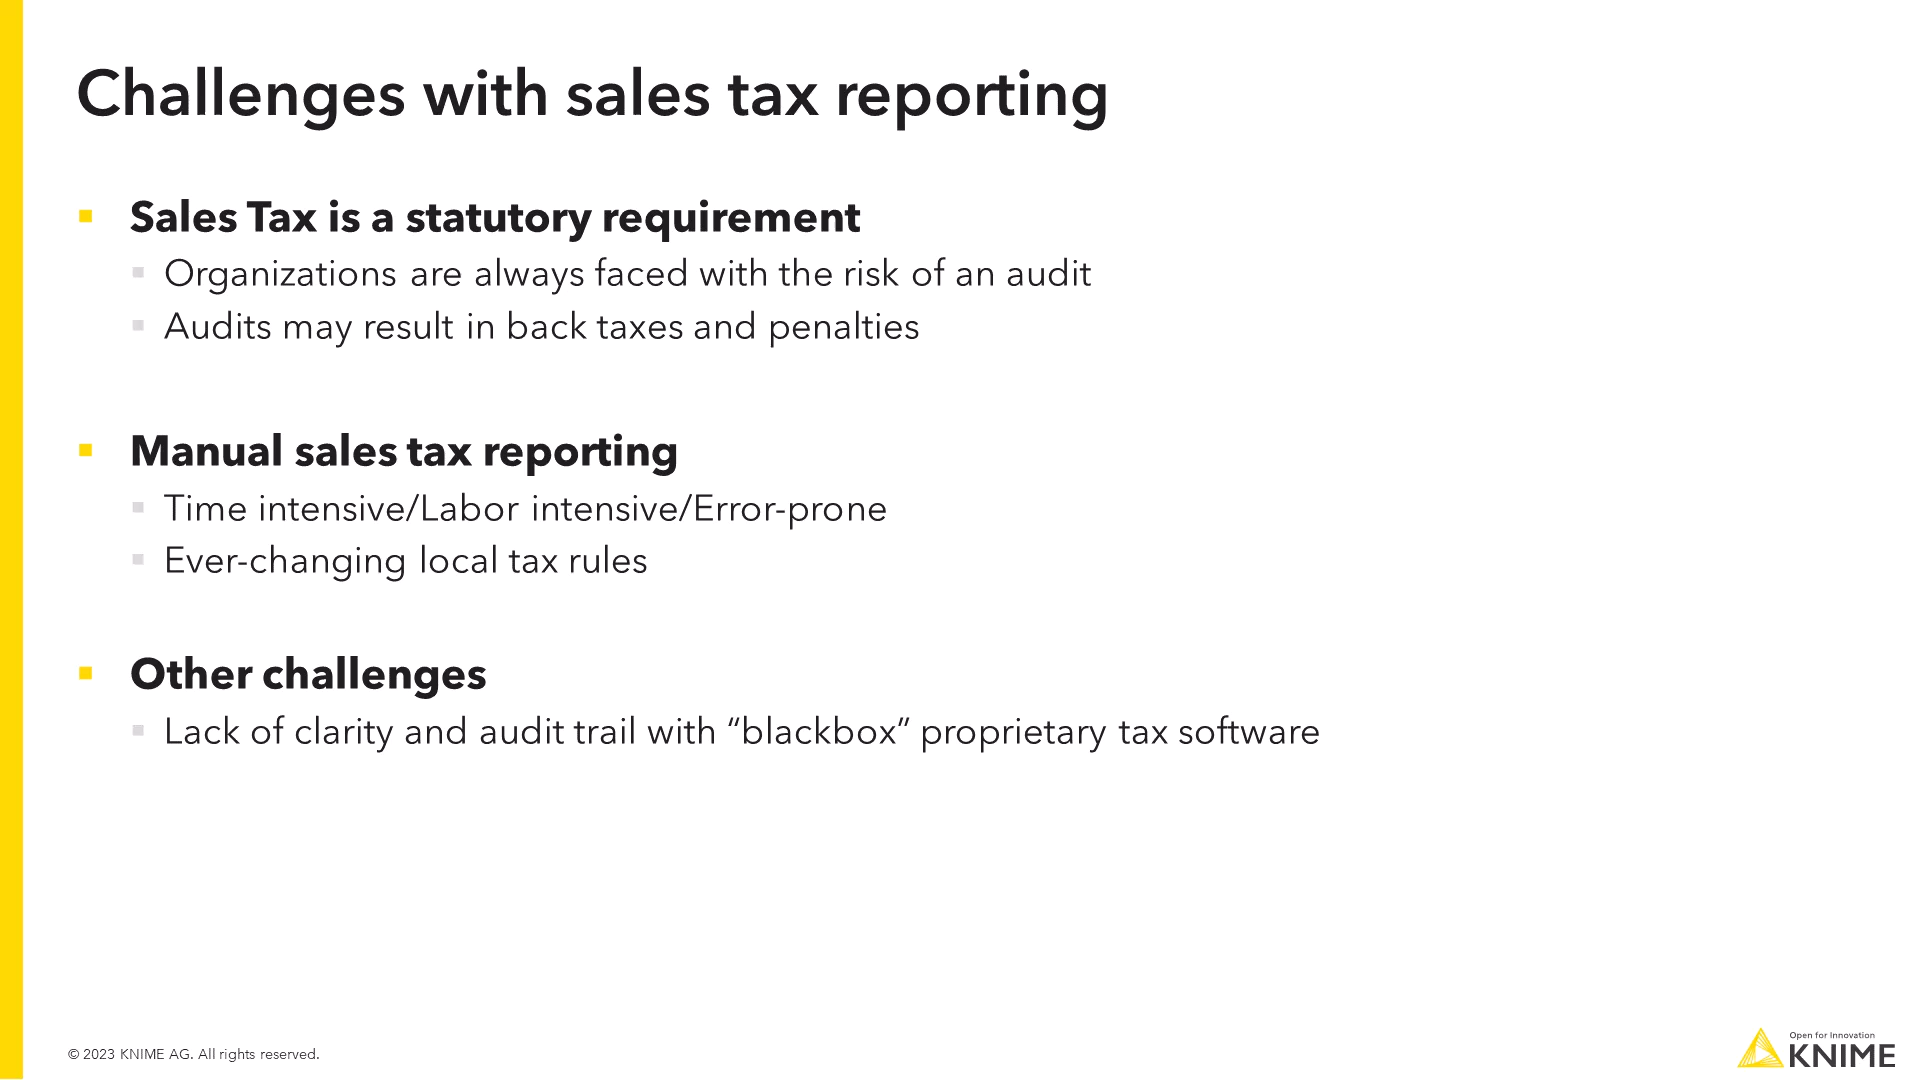 Challenges with sales tax reporting
Sales Tax is a statutory requirement
Organizations are always faced with the risk of an audit
Audits may result in back taxes and penalties
Manual sales tax reporting
Time intensive/Labor intensive/Error-prone
Ever-changing local tax rules
Other challenges
Lack of clarity and audit trail with “blackbox” proprietary tax software
© 2023 KNIME AG. All rights reserved.
Open for Innovation
KNIME